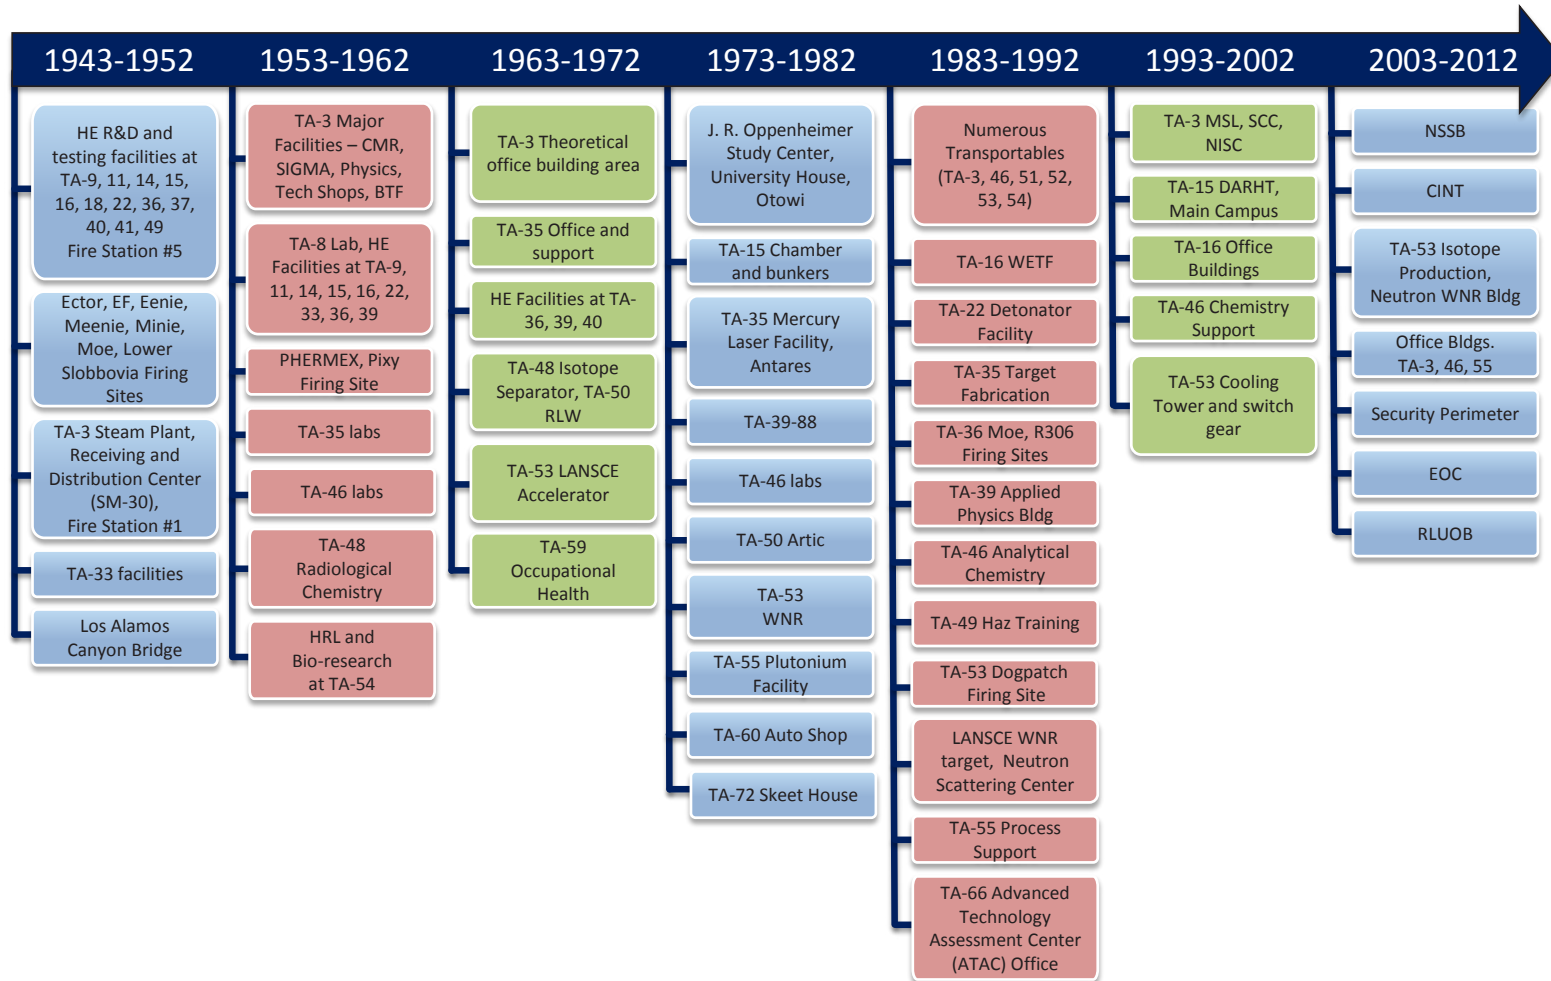 1943-1952
1953-1962
1963-1972
1973-1982
1983-1992
1993-2002
2003-2012
HE R&D and
testing facilities at
TA-9, 11, 14, 15,
16, 18, 22, 36, 37,
40, 41, 49
Fire Station #5
Ector, EF, Eenie,
Meenie, Minie,
Moe, Lower
Slobbovia Firing
Sites
TA-3 Steam Plant,
Receiving and
Distribution Center
(SM-30),
Fire Station #1
TA-33 facilities
Los Alamos
Canyon Bridge
TA-3 Major
Facilities – CMR,
SIGMA, Physics,
Tech Shops, BTF
TA-8 Lab, HE
Facilities at TA-9,
11, 14, 15, 16, 22,
33, 36, 39
PHERMEX, Pixy
Firing Site
TA-35 labs
TA-46 labs
TA-48
Radiological
Chemistry
HRL and
Bio-research
at TA-54
TA-3 Theoretical
office building area
TA-35 Office and
support
HE Facilities at TA-
36, 39, 40
TA-48 Isotope
Separator, TA-50
RLW
TA-53 LANSCE
Accelerator
TA-59
Occupational
Health
J. R. Oppenheimer
Study Center,
University House,
Otowi
TA-15 Chamber
and bunkers
TA-35 Mercury
Laser Facility,
Antares
TA-39-88
TA-46 labs
TA-50 Artic
TA-53
WNR
TA-55 Plutonium
Facility
TA-60 Auto Shop
TA-72 Skeet House
Numerous
Transportables
(TA-3, 46, 51, 52,
53, 54)
TA-16 WETF
TA-22 Detonator
Facility
TA-35 Target
Fabrication
TA-36 Moe, R306
Firing Sites
TA-39 Applied
Physics Bldg
TA-46 Analytical
Chemistry
TA-49 Haz Training
TA-53 Dogpatch
Firing Site
LANSCE WNR
target, Neutron
Scattering Center
TA-55 Process
Support
TA-66 Advanced
Technology
Assessment Center
(ATAC) Office
TA-3 MSL, SCC,
NISC
TA-15 DARHT,
Main Campus
TA-16 Office
Buildings
TA-46 Chemistry
Support
TA-53 Cooling
Tower and switch
gear
NSSB
CINT
TA-53 Isotope
Production,
Neutron WNR Bldg
Office Bldgs.
TA-3, 46, 55
Security Perimeter
EOC
RLUOB